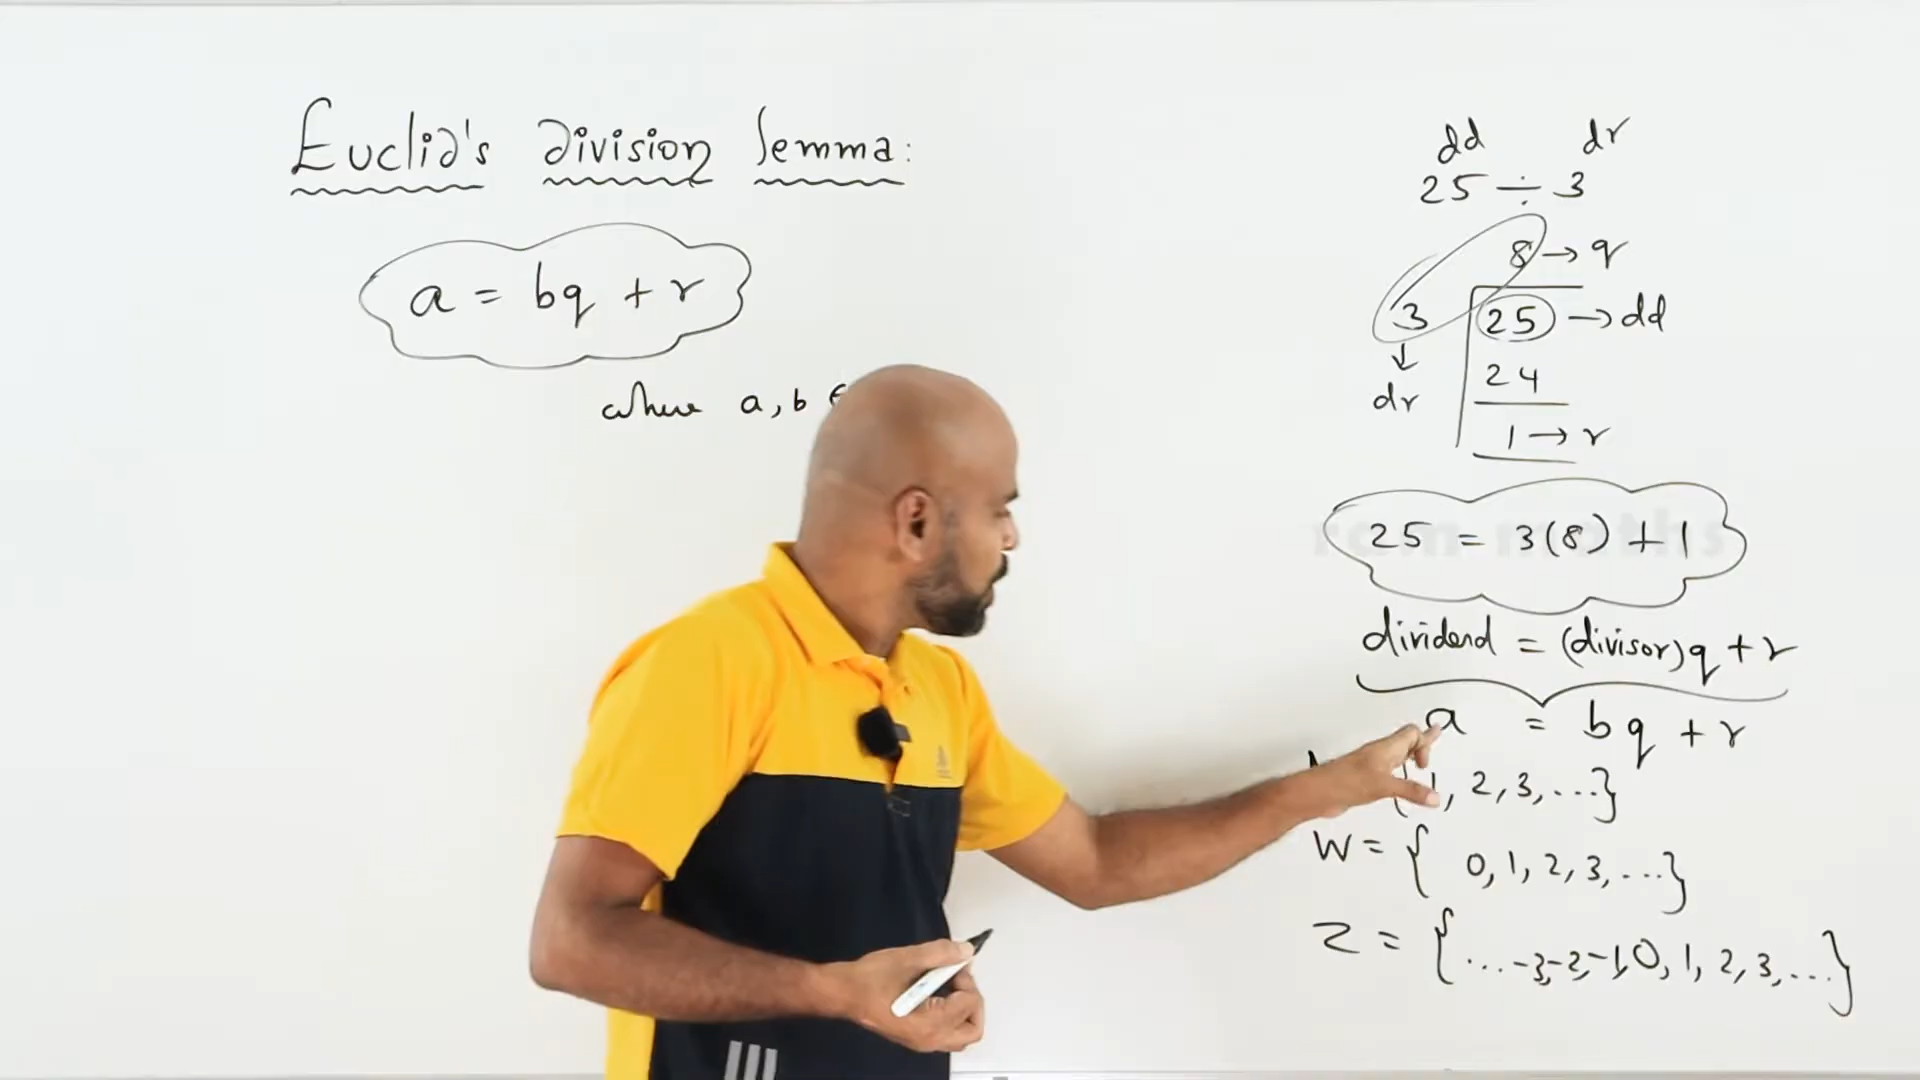 Euclid's division lemma:
a = bq + r
where a, b ∈
dd dr
25 ÷ 3
8 → q
3 25 → dd
↓
dr
24
1 → r
25 = 3(8) + 1
dividend = (divisor)q + r
a = bq + r
{1, 2, 3, ...}
W = { 0, 1, 2, 3, ...}
Z = {... -3, -2, -1, 0, 1, 2, 3, ...}